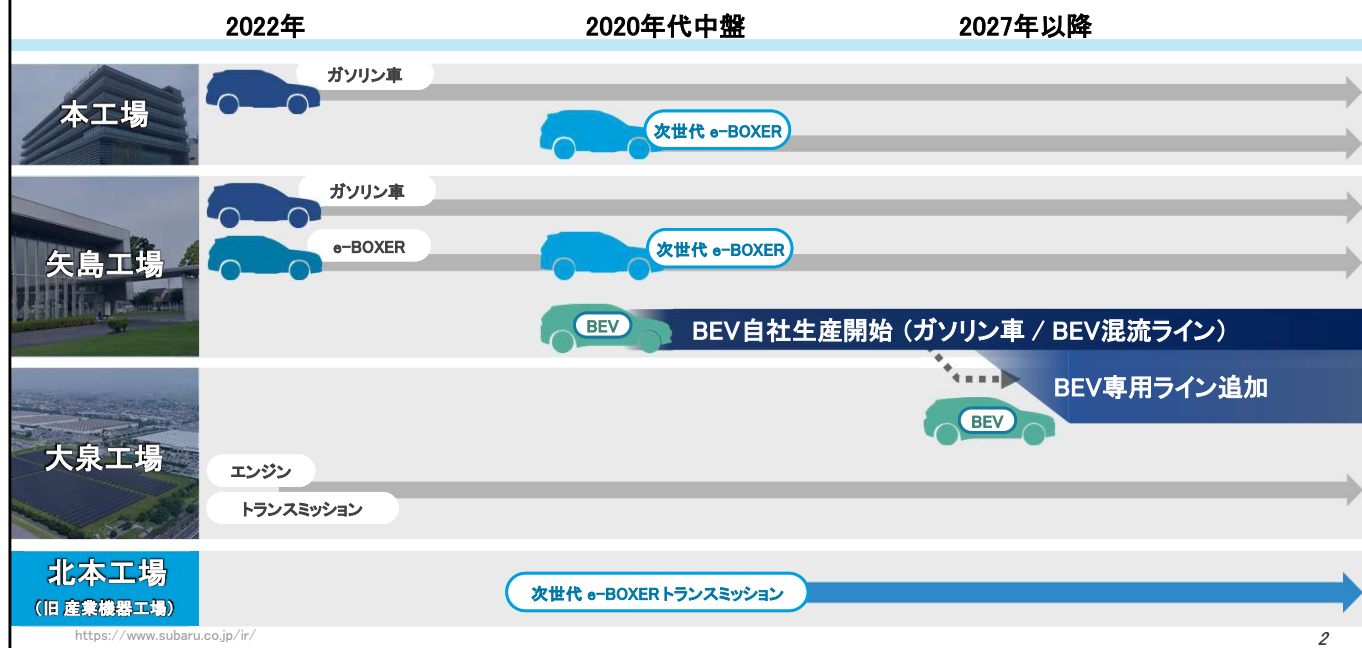 2022年
2020年代中盤
2027年以降
本工場
ガソリン車
次世代 e-BOXER
矢島工場
ガソリン車
e-BOXER
次世代 e-BOXER
BEV
BEV自社生産開始（ガソリン車 / BEV混流ライン）
BEV専用ライン追加
BEV
大泉工場
エンジン
トランスミッション
北本工場
（旧 産業機器工場）
次世代 e-BOXERトランスミッション
https://www.subaru.co.jp/ir/
2